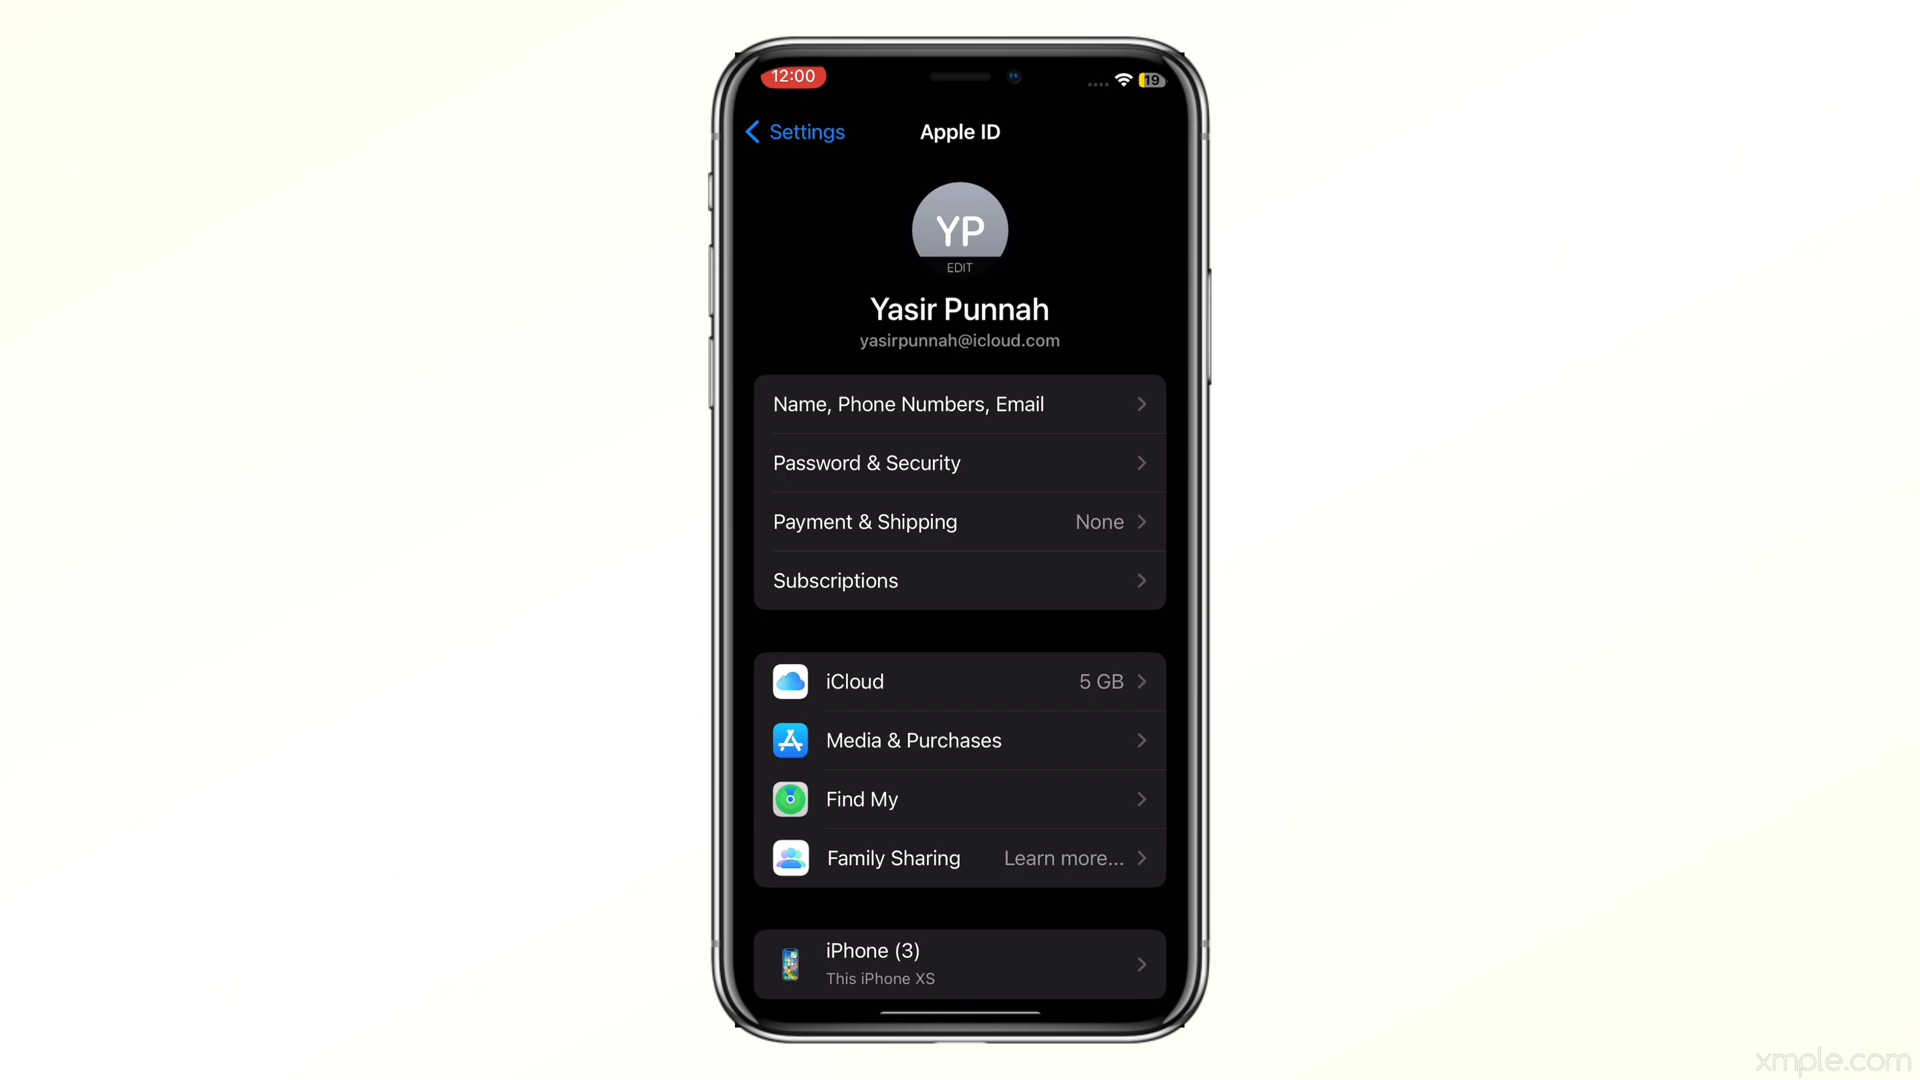 12:00
19
Settings
Apple ID
YP
EDIT
Yasir Punnah
yasirpunnah@icloud.com
Name, Phone Numbers, Email
Password & Security
Payment & Shipping None
Subscriptions
iCloud 5 GB
Media & Purchases
Find My
Family Sharing Learn more...
iPhone (3)
This iPhone XS
xmple.com